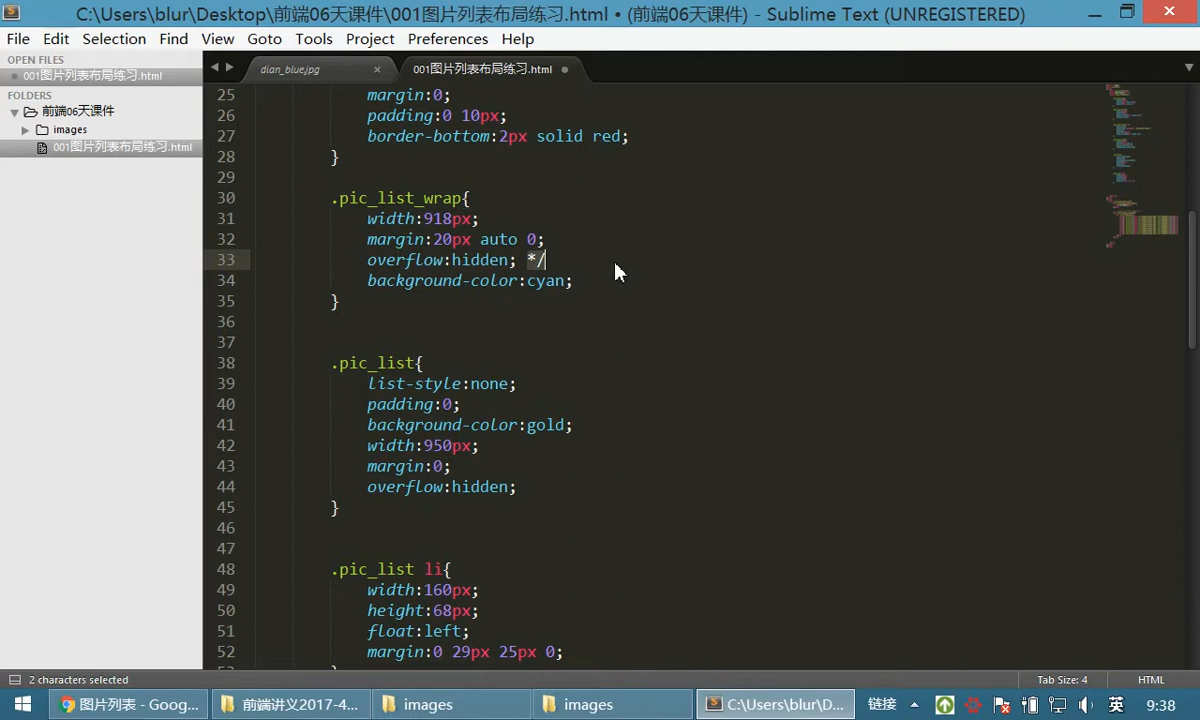 C:\Users\blur\Desktop\前端06天课件\001图片列表布局练习.html • (前端06天课件) - Sublime Text (UNREGISTERED)
File Edit Selection Find View Goto Tools Project Preferences Help
OPEN FILES
001图片列表布局练习.html
FOLDERS
前端06天课件
images
001图片列表布局练习.html
dian_blue.jpg × 001图片列表布局练习.html
25 margin:0;
26 padding:0 10px;
27 border-bottom:2px solid red;
28 }
29
30 .pic_list_wrap{
31 width:918px;
32 margin:20px auto 0;
33 overflow:hidden; */
34 background-color:cyan;
35 }
36
37
38 .pic_list{
39 list-style:none;
40 padding:0;
41 background-color:gold;
42 width:950px;
43 margin:0;
44 overflow:hidden;
45 }
46
47
48 .pic_list li{
49 width:160px;
50 height:68px;
51 float:left;
52 margin:0 29px 25px 0;
2 characters selected Tab Size: 4 HTML
图片列表 - Goog... 前端讲义2017-4... images images C:\Users\blur\D... 链接 英 9:38